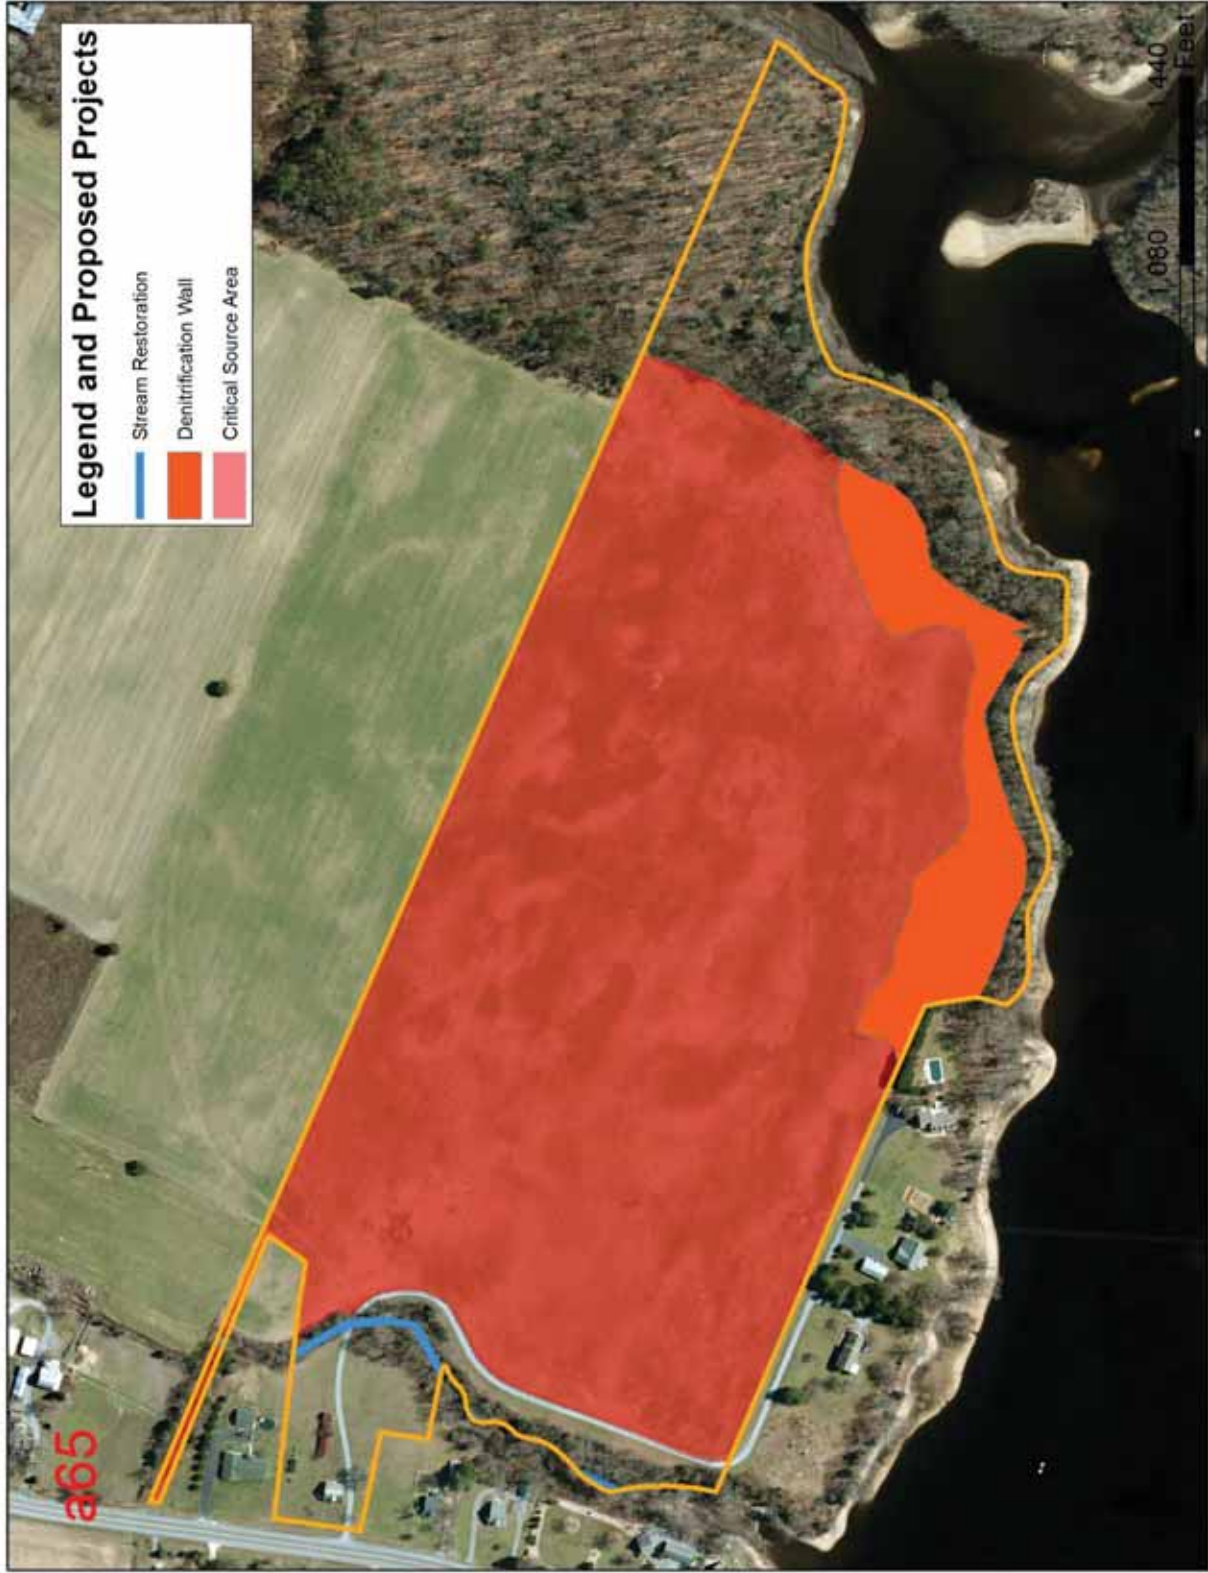 a65
Legend and Proposed Projects
Stream Restoration
Denitrification Wall
Critical Source Area
1,080
1,440
Feet